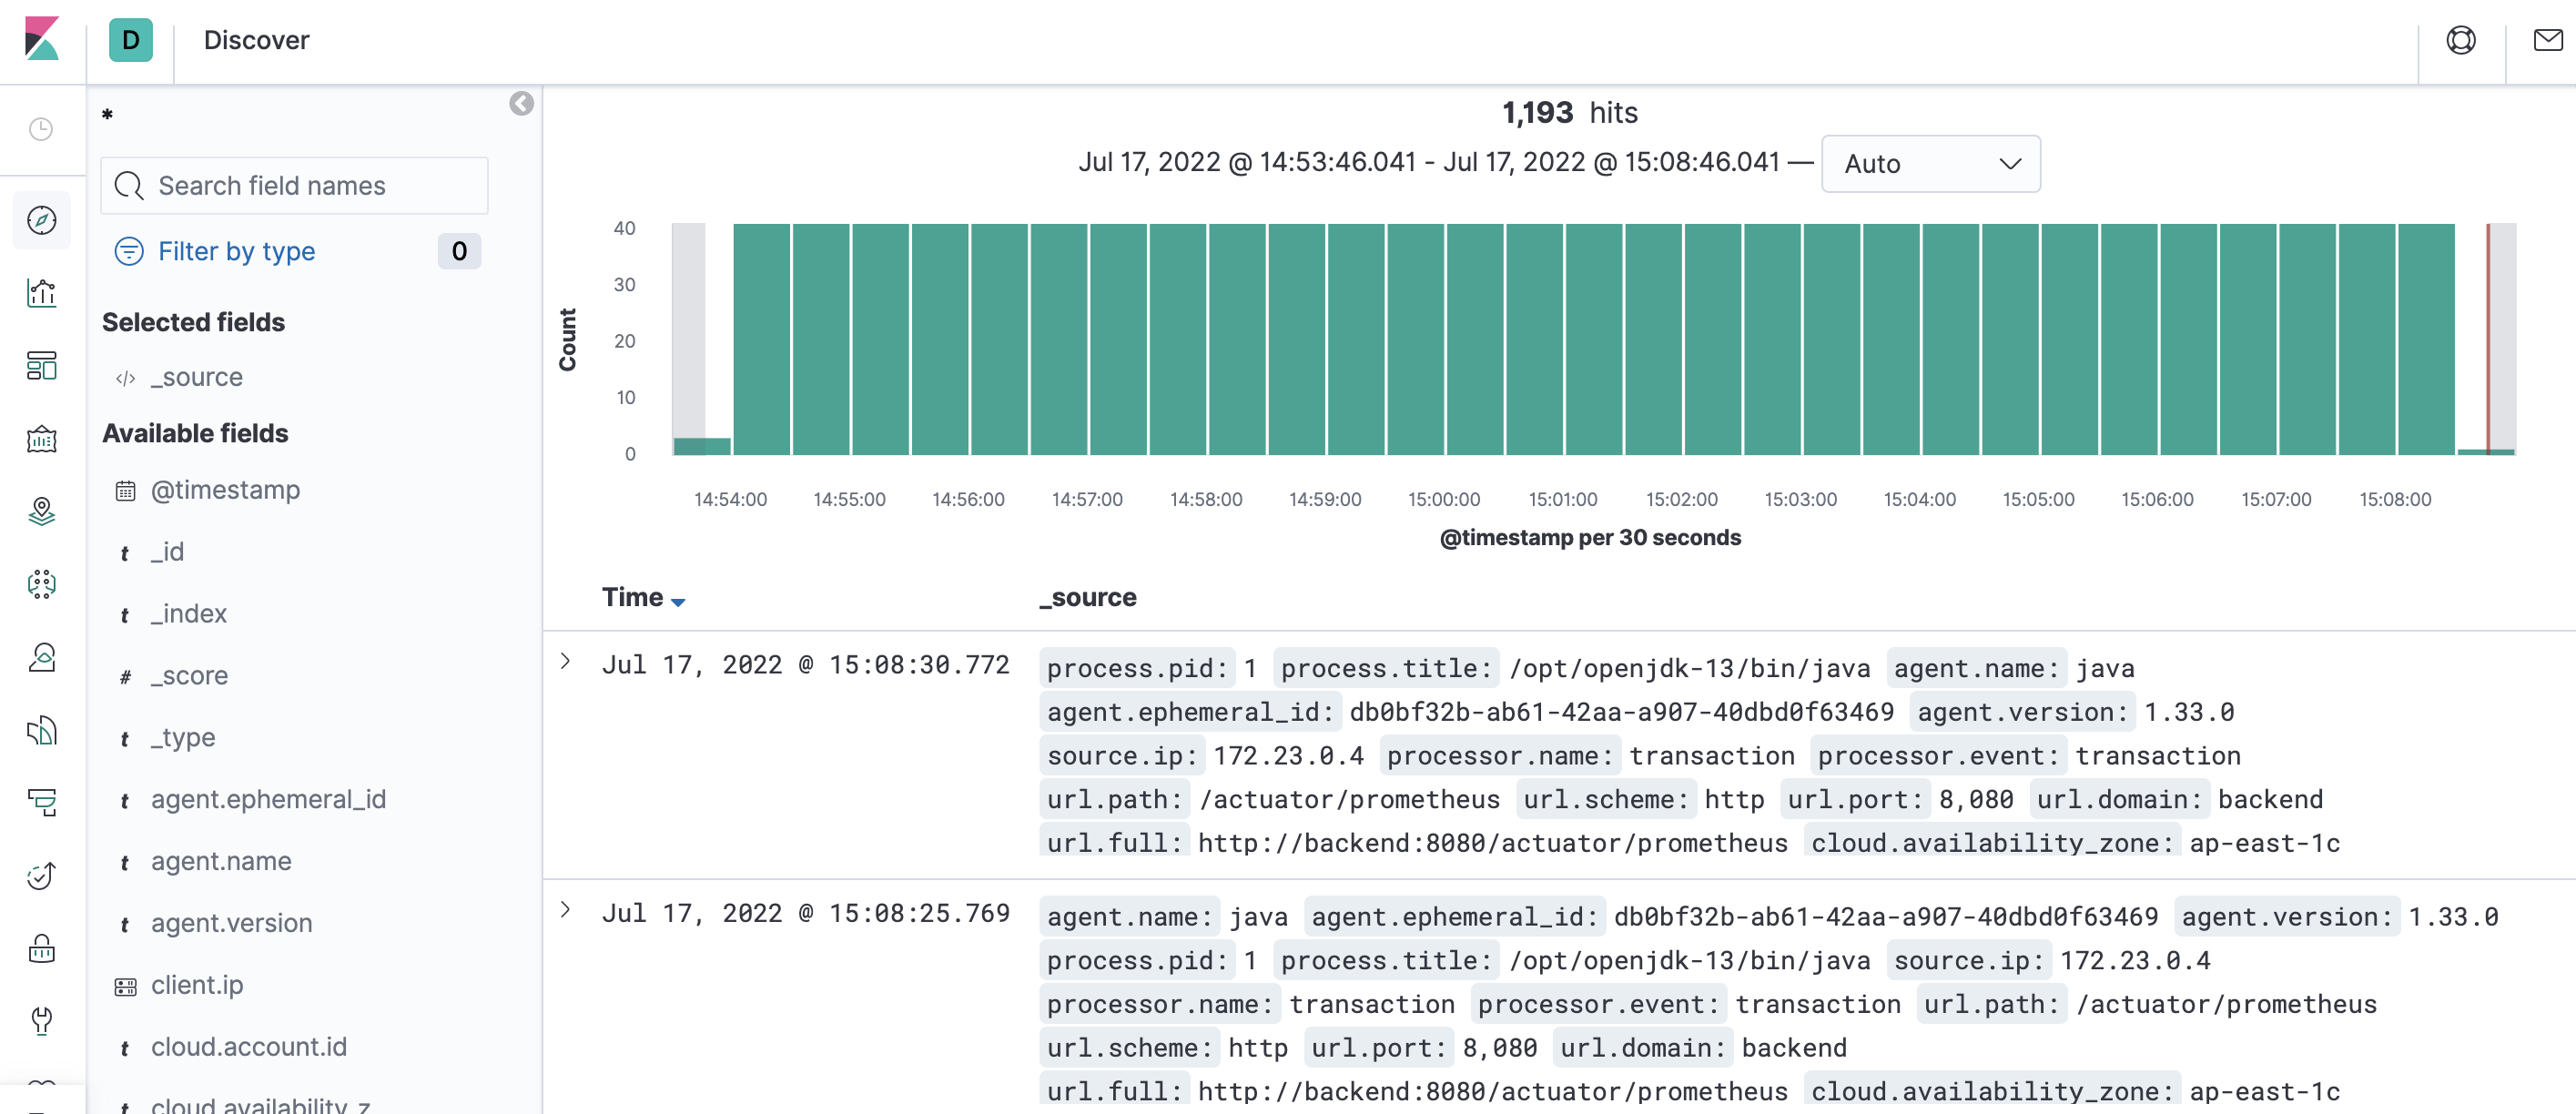 D Discover
*
Search field names
Filter by type 0
Selected fields
_source
Available fields
@timestamp
t _id
t _index
# _score
t _type
t agent.ephemeral_id
t agent.name
t agent.version
client.ip
t cloud.account.id
t cloud.availability_z
1,193 hits
Jul 17, 2022 @ 14:53:46.041 - Jul 17, 2022 @ 15:08:46.041 — Auto
Count
40
30
20
10
0
14:54:00 14:55:00 14:56:00 14:57:00 14:58:00 14:59:00 15:00:00 15:01:00 15:02:00 15:03:00 15:04:00 15:05:00 15:06:00 15:07:00 15:08:00
@timestamp per 30 seconds
Time _source
Jul 17, 2022 @ 15:08:30.772 process.pid: 1 process.title: /opt/openjdk-13/bin/java agent.name: java
agent.ephemeral_id: db0bf32b-ab61-42aa-a907-40dbd0f63469 agent.version: 1.33.0
source.ip: 172.23.0.4 processor.name: transaction processor.event: transaction
url.path: /actuator/prometheus url.scheme: http url.port: 8,080 url.domain: backend
url.full: http://backend:8080/actuator/prometheus cloud.availability_zone: ap-east-1c
Jul 17, 2022 @ 15:08:25.769 agent.name: java agent.ephemeral_id: db0bf32b-ab61-42aa-a907-40dbd0f63469 agent.version: 1.33.0
process.pid: 1 process.title: /opt/openjdk-13/bin/java source.ip: 172.23.0.4
processor.name: transaction processor.event: transaction url.path: /actuator/prometheus
url.scheme: http url.port: 8,080 url.domain: backend
url.full: http://backend:8080/actuator/prometheus cloud.availability_zone: ap-east-1c